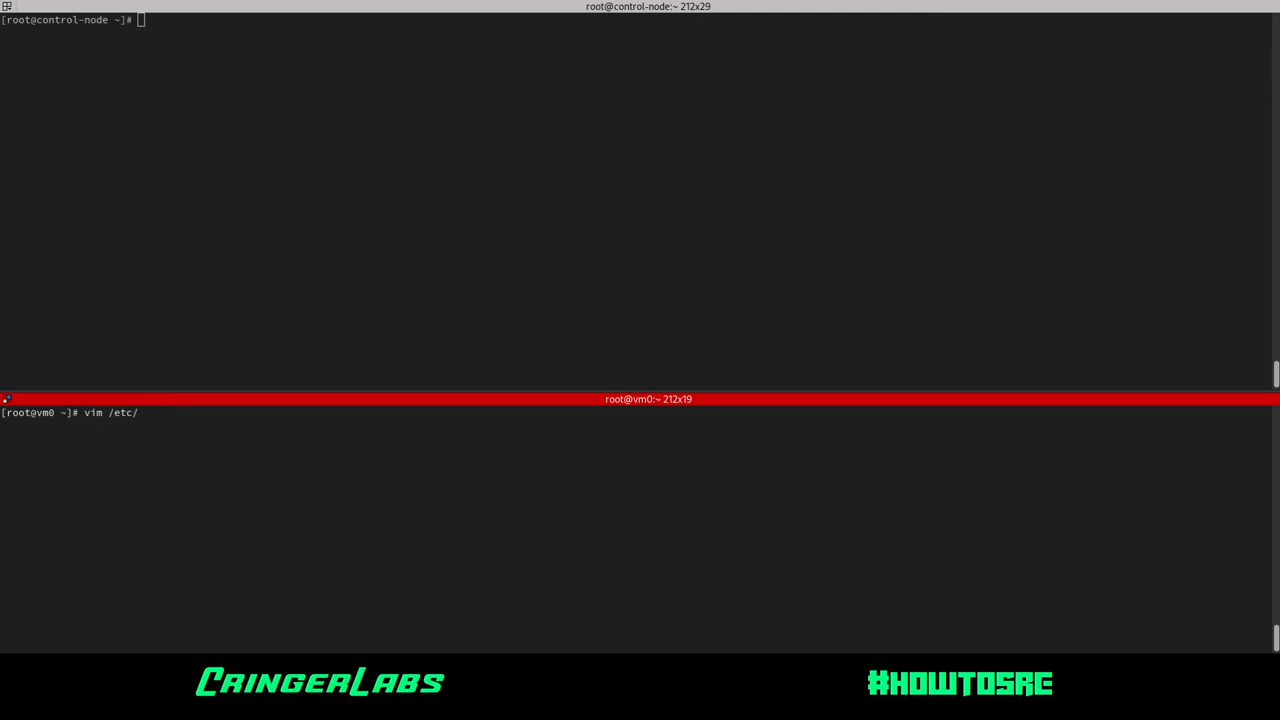 root@control-node:~ 212x29
[root@control-node ~]#
root@vm0:~ 212x19
[root@vm0 ~]# vim /etc/
CringerLabs
#HOWTOSRE